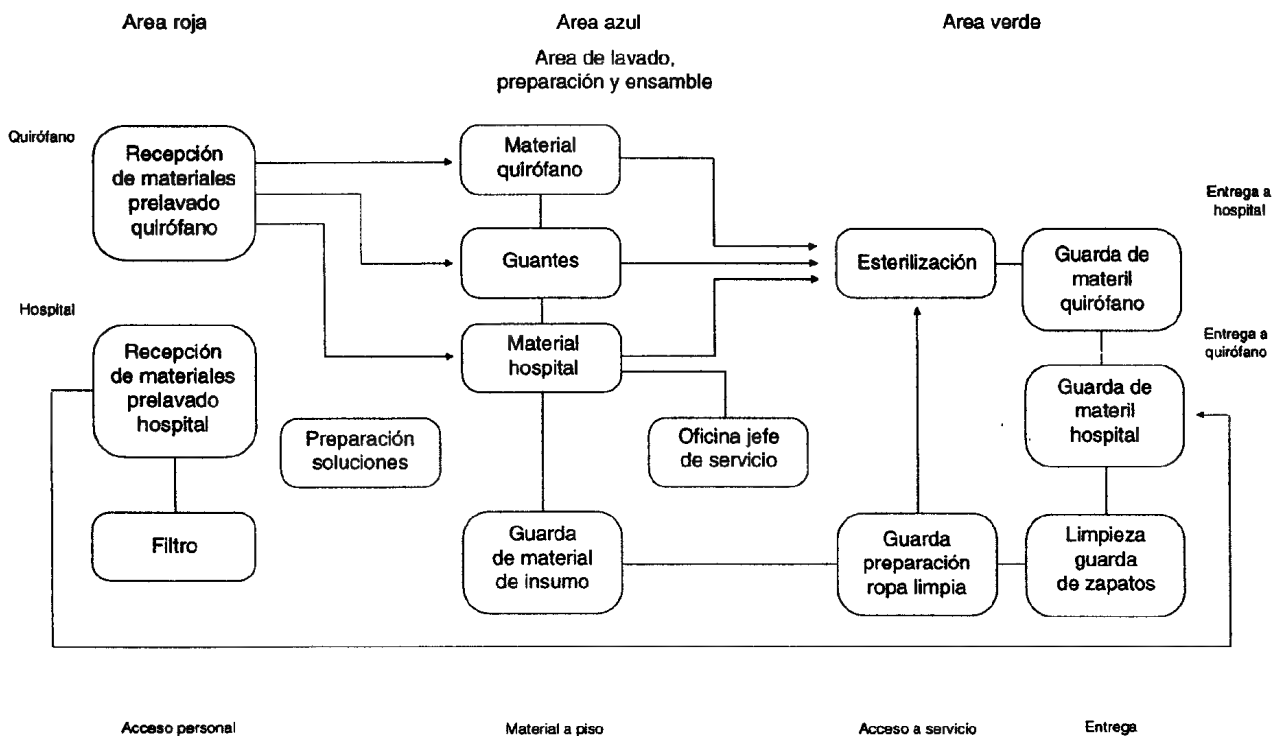 Area roja
Area azul
Area verde
Area de lavado,
preparación y ensamble
Quirófano
Recepción
de materiales
prelavado
quirófano
Material
quirófano
Entrega a
hospital
Guantes
Esterilización
Guarda de
materil
quirófano
Hospital
Recepción
de materiales
prelavado
hospital
Material
hospital
Entrega a
quirófano
Guarda de
materil
hospital
Preparación
soluciones
Oficina jefe
de servicio
Filtro
Guarda
de material
de insumo
Guarda
preparación
ropa limpia
Limpieza
guarda
de zapatos
Acceso personal
Material a piso
Acceso a servicio
Entrega